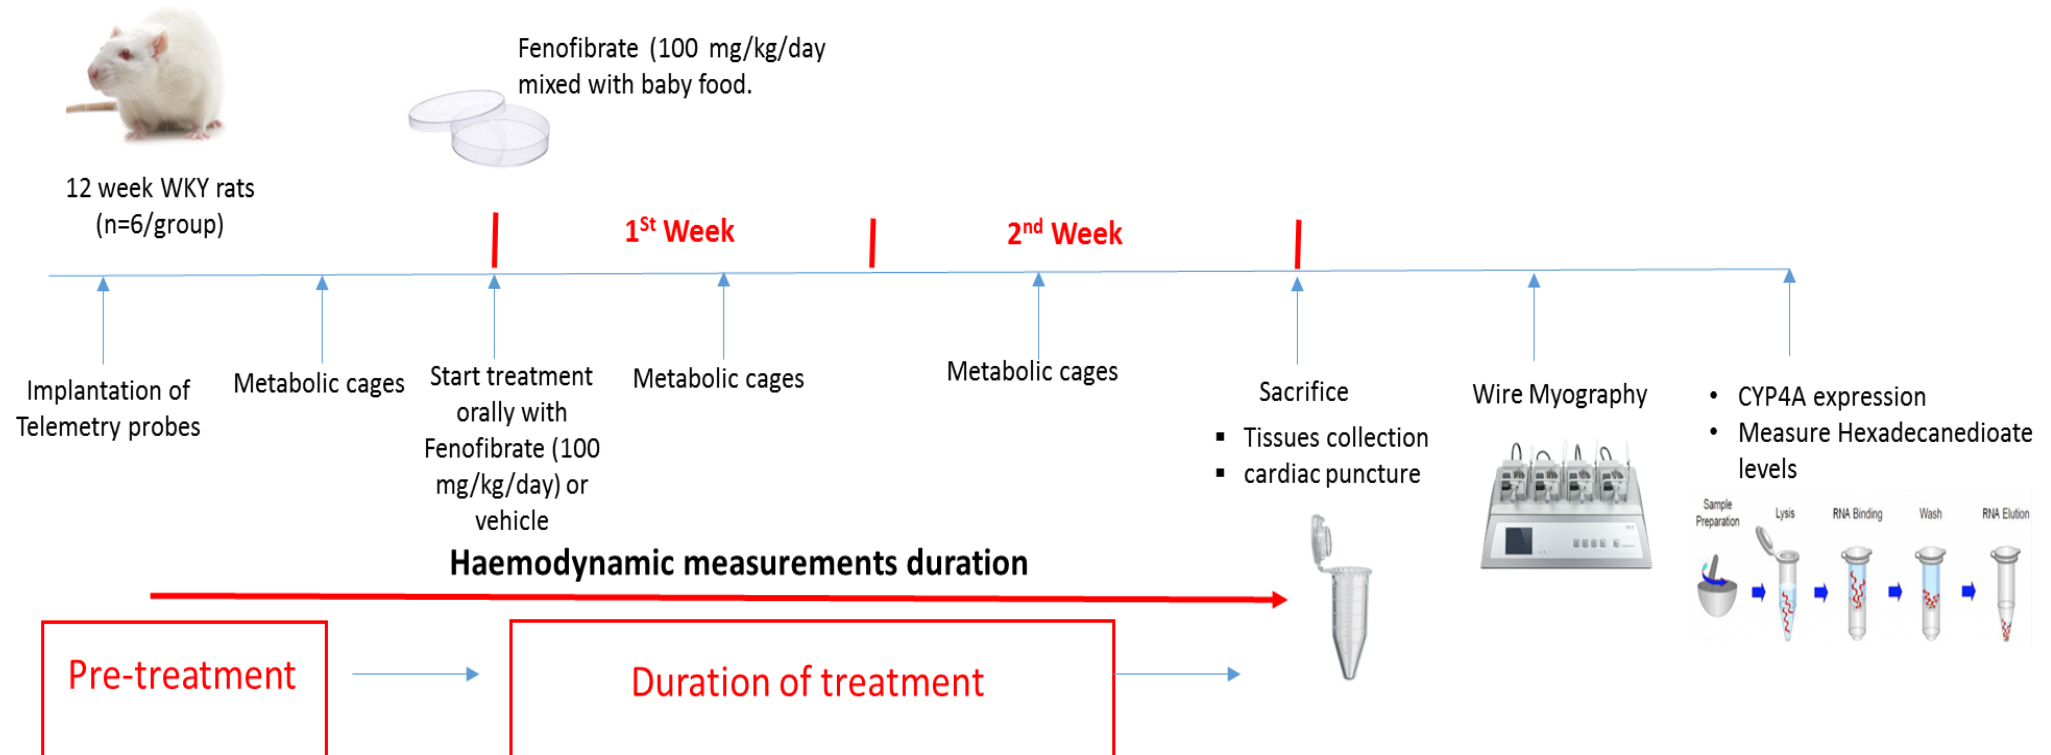 Fenofibrate (100 mg/kg/day
mixed with baby food.
12 week WKY rats
(n=6/group)
1St Week
2nd Week
Implantation of
Telemetry probes
Metabolic cages
Start treatment
orally with
Fenofibrate (100
mg/kg/day) or
vehicle
Metabolic cages
Metabolic cages
Sacrifice
▪ Tissues collection
▪ cardiac puncture
Wire Myography
• CYP4A expression
• Measure Hexadecanedioate
levels
Sample
Preparation
Lysis
RNA Binding
Wash
RNA Elution
Haemodynamic measurements duration
Pre-treatment
Duration of treatment